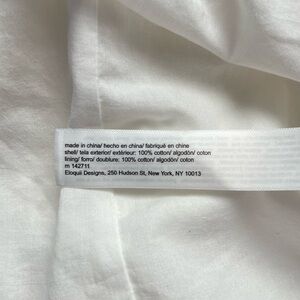 made in china/ hecho en china/ fabriqué en chine
shell/ tela exterior/ extérieur: 100% cotton/ algodón/ coton
lining/ forro/ doublure: 100% cotton/ algodón/ coton
m 142711
Eloquii Designs, 250 Hudson St, New York, NY 10013